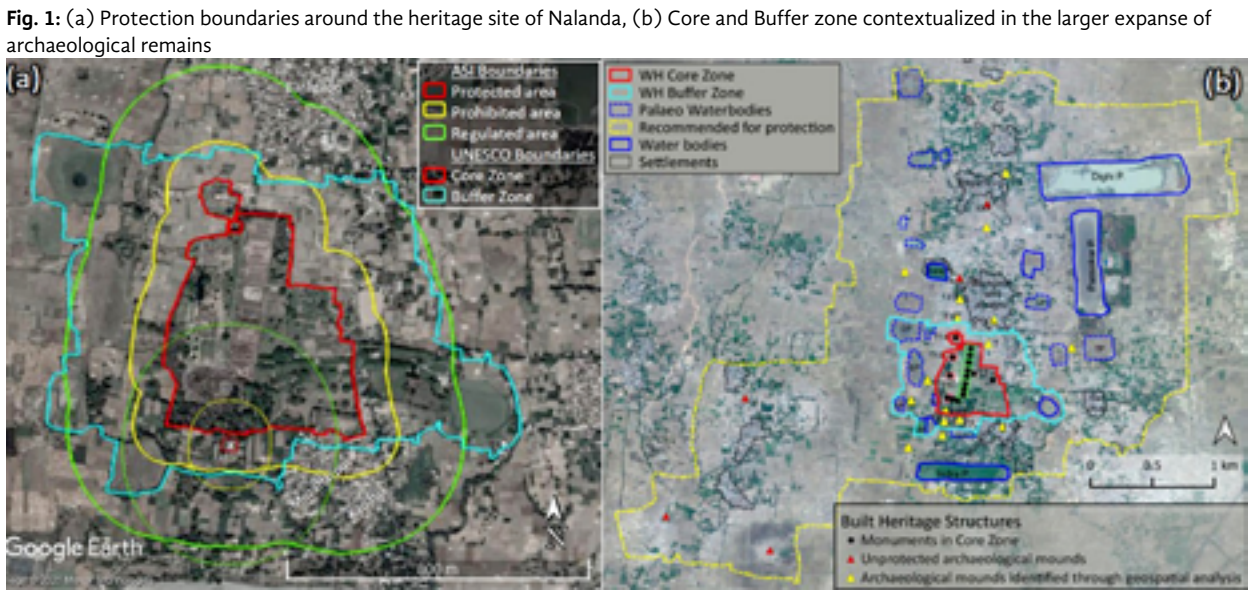 Fig. 1: (a) Protection boundaries around the heritage site of Nalanda, (b) Core and Buffer zone contextualized in the larger expanse of
archaeological remains
(a)
ASI Boundaries
Protected area
Prohibited area
Regulated area
UNESCO Boundaries
Core Zone
Buffer Zone
Google Earth
800 m
WH Core Zone
WH Buffer Zone
Palaeo Waterbodies
Recommended for protection
Water bodies
Settlements
(b)
Dighi P
0 0.5 1 km
Built Heritage Structures
Monuments in Core Zone
Unprotected archaeological mounds
Archaeological mounds identified through geospatial analysis